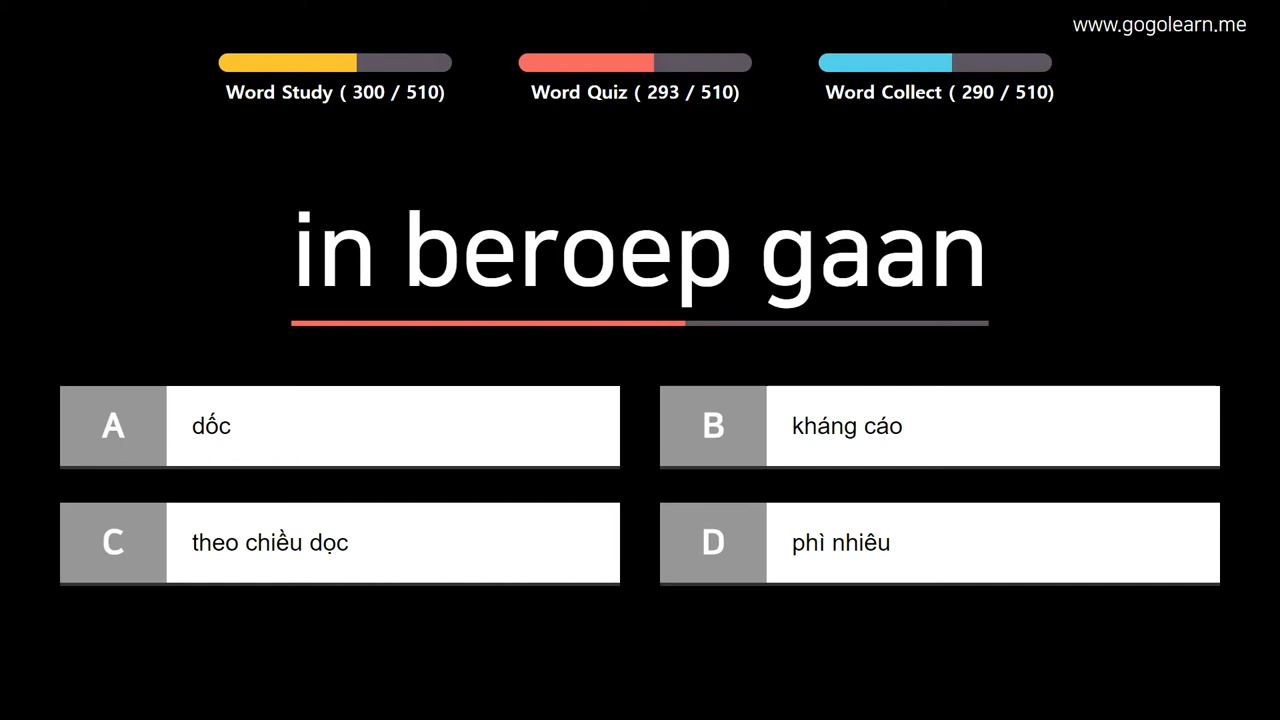 www.gogolearn.me
Word Study ( 300 / 510)
Word Quiz ( 293 / 510)
Word Collect ( 290 / 510)
in beroep gaan
A dốc
B kháng cáo
C theo chiều dọc
D phì nhiêu